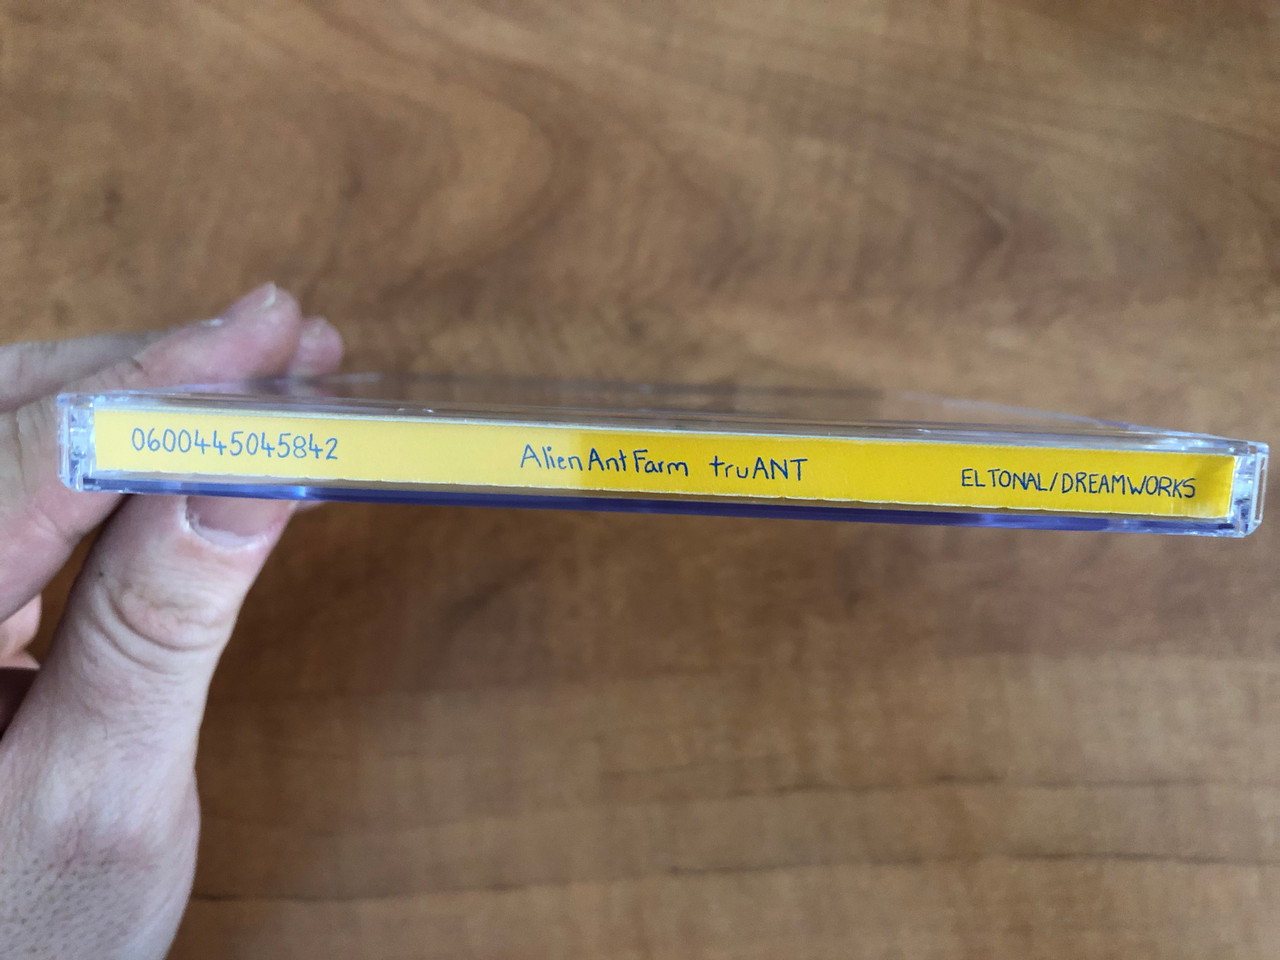 0600445045842 Alien Ant Farm truANT EL TONAL/DREAMWORKS